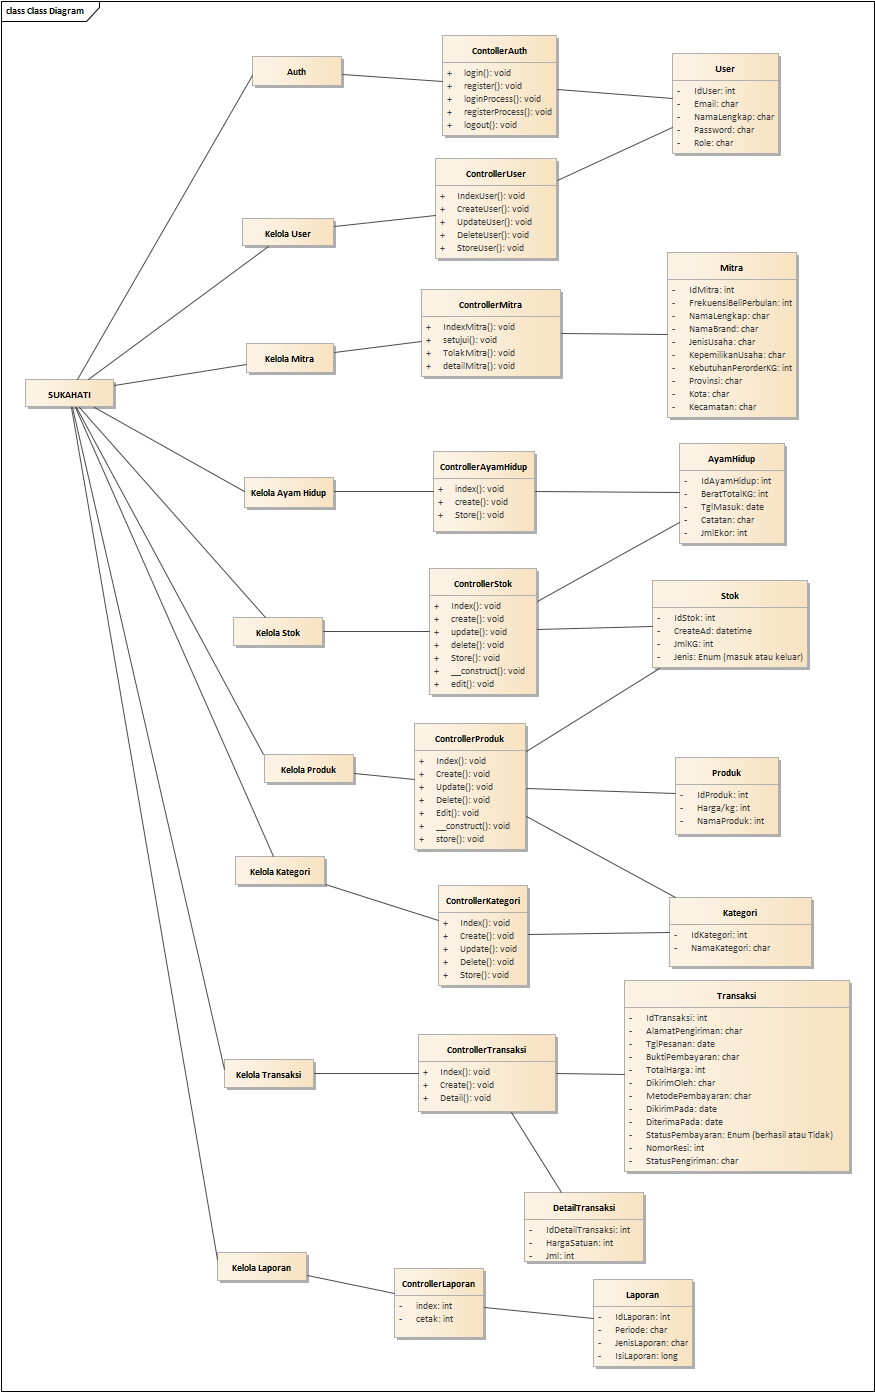 class Class Diagram
Auth
ContollerAuth
+ login(): void
+ register(): void
+ loginProcess(): void
+ registerProcess(): void
+ logout(): void
User
- IdUser: int
- Email: char
- NamaLengkap: char
- Password: char
- Role: char
Kelola User
ControllerUser
+ IndexUser(): void
+ CreateUser(): void
+ UpdateUser(): void
+ DeleteUser(): void
+ StoreUser(): void
Kelola Mitra
ControllerMitra
+ IndexMitra(): void
+ setujui(): void
+ TolakMitra(): void
+ detailMitra(): void
Mitra
- IdMitra: int
- FrekuensiBeliPerbulan: int
- NamaLengkap: char
- NamaBrand: char
- JenisUsaha: char
- KepemilikanUsaha: char
- KebutuhanPerorderKG: int
- Provinsi: char
- Kota: char
- Kecamatan: char
SUKAHATI
Kelola Ayam Hidup
ControllerAyamHidup
+ index(): void
+ create(): void
+ Store(): void
AyamHidup
- IdAyamHidup: int
- BeratTotalKG: int
- TglMasuk: date
- Catatan: char
- JmlEkor: int
Kelola Stok
ControllerStok
+ Index(): void
+ create(): void
+ update(): void
+ delete(): void
+ Store(): void
+ __construct(): void
+ edit(): void
Stok
- IdStok: int
- CreateAd: datetime
- JmlKG: int
- Jenis: Enum (masuk atau keluar)
Kelola Produk
ControllerProduk
+ Index(): void
+ Create(): void
+ Update(): void
+ Delete(): void
+ Edit(): void
+ __construct(): void
+ store(): void
Produk
- IdProduk: int
- Harga/kg: int
- NamaProduk: int
Kelola Kategori
ControllerKategori
+ Index(): void
+ Create(): void
+ Update(): void
+ Delete(): void
+ Store(): void
Kategori
- IdKategori: int
- NamaKategori: char
Kelola Transaksi
ControllerTransaksi
+ Index(): void
+ Create(): void
+ Detail(): void
Transaksi
- IdTransaksi: int
- AlamatPengiriman: char
- TglPesanan: date
- BuktiPembayaran: char
- TotalHarga: int
- DikirimOleh: char
- MetodePembayaran: char
- DikirimPada: date
- DiterimaPada: date
- StatusPembayaran: Enum (berhasil atau Tidak)
- NomorResi: int
- StatusPengiriman: char
DetailTransaksi
- IdDetailTransaksi: int
- HargaSatuan: int
- Jml: int
Kelola Laporan
ControllerLaporan
- index: int
- cetak: int
Laporan
- IdLaporan: int
- Periode: char
- JenisLaporan: char
- IsiLaporan: long